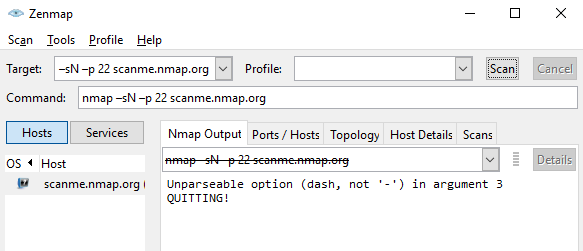 Zenmap
Scan Tools Profile Help
Target: –sN –p 22 scanme.nmap.org Profile: Scan Cancel
Command: nmap –sN –p 22 scanme.nmap.org
Hosts Services Nmap Output Ports / Hosts Topology Host Details Scans
nmap –sN –p 22 scanme.nmap.org Details
OS Host
scanme.nmap.org (
Unparseable option (dash, not '-') in argument 3
QUITTING!